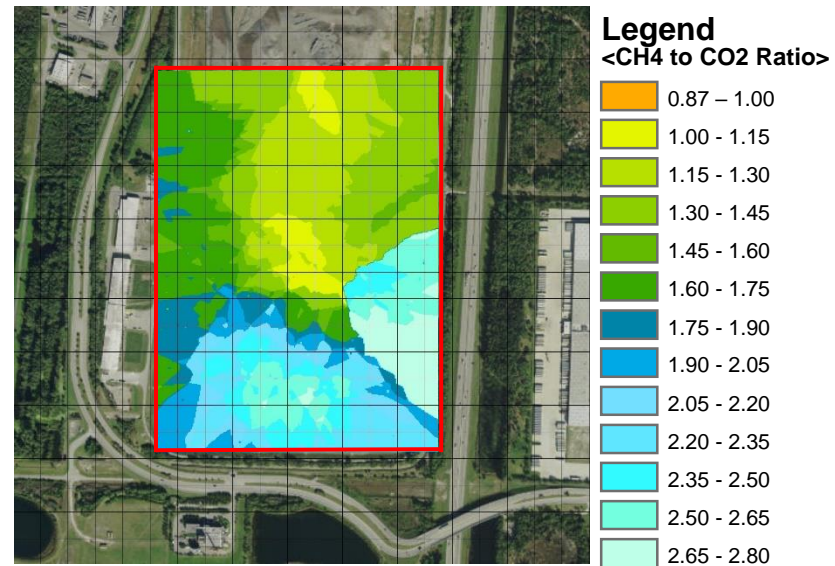 Legend
<CH4 to CO2 Ratio>
0.87 – 1.00
1.00 - 1.15
1.15 - 1.30
1.30 - 1.45
1.45 - 1.60
1.60 - 1.75
1.75 - 1.90
1.90 - 2.05
2.05 - 2.20
2.20 - 2.35
2.35 - 2.50
2.50 - 2.65
2.65 - 2.80